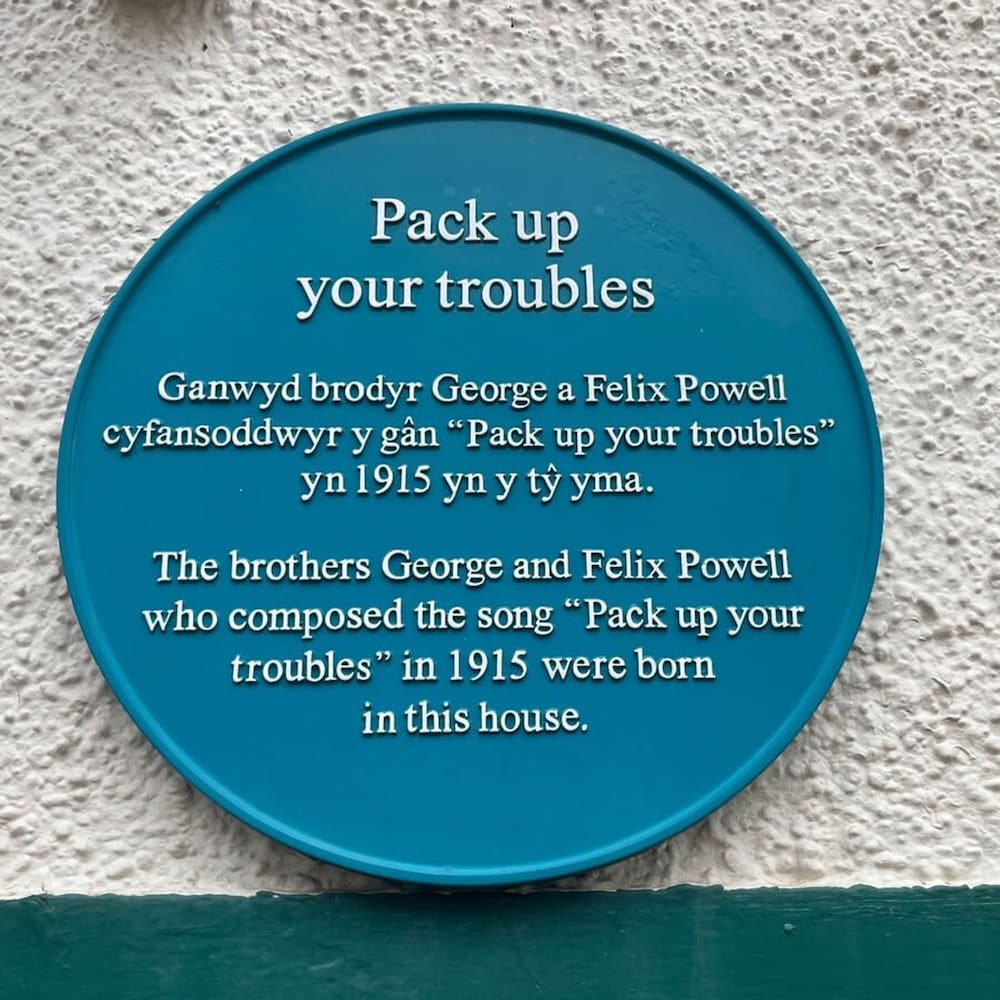 Pack up
your troubles
Ganwyd brodyr George a Felix Powell
cyfansoddwyr y gân “Pack up your troubles”
yn 1915 yn y tŷ yma.
The brothers George and Felix Powell
who composed the song “Pack up your
troubles” in 1915 were born
in this house.